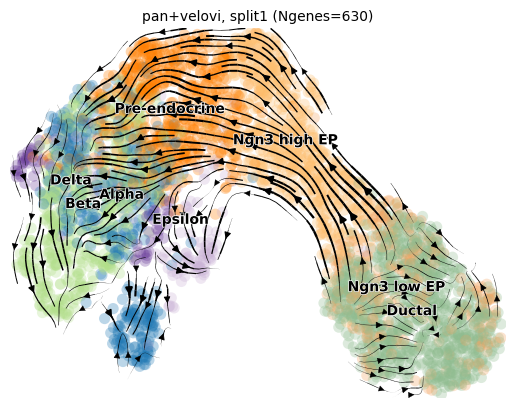 pan+velovi, split1 (Ngenes=630)
Pre-endocrine
Ngn3 high EP
Delta
Alpha
Beta
Epsilon
Ngn3 low EP
Ductal